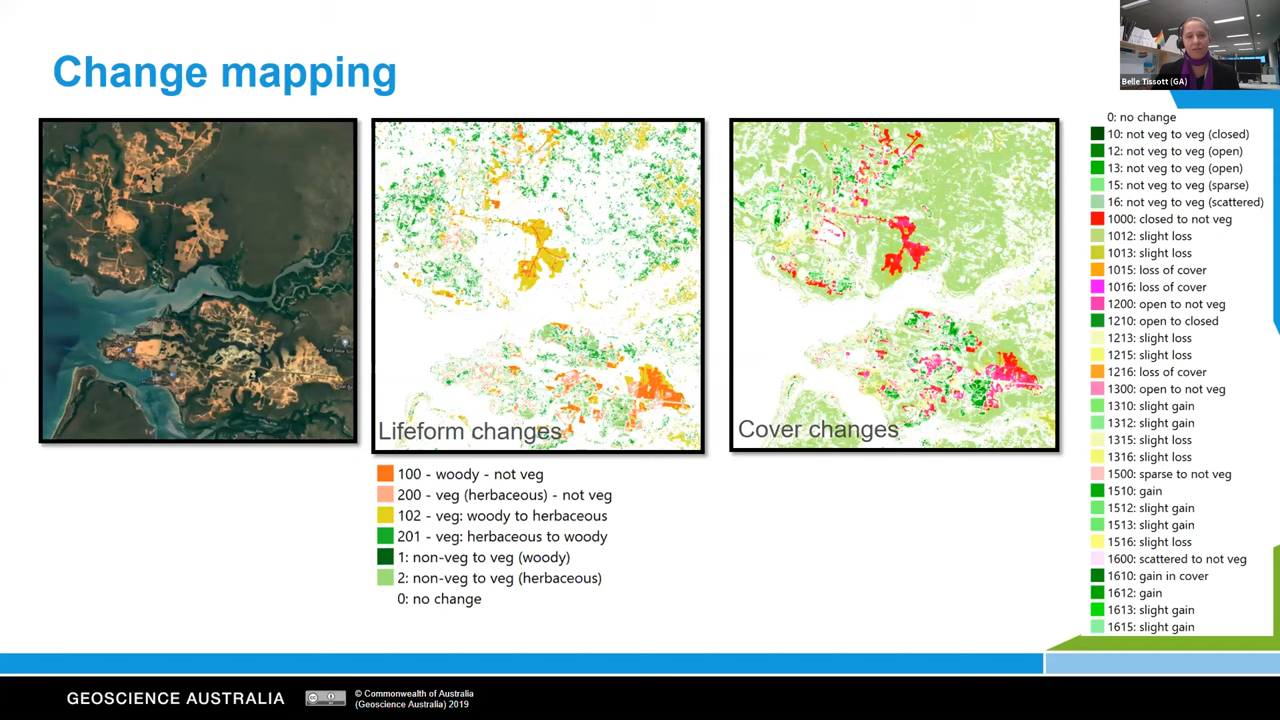 Change mapping
Belle Tissott (GA)
Lifeform changes
Cover changes
100 - woody - not veg
200 - veg (herbaceous) - not veg
102 - veg: woody to herbaceous
201 - veg: herbaceous to woody
1: non-veg to veg (woody)
2: non-veg to veg (herbaceous)
0: no change
0: no change
10: not veg to veg (closed)
12: not veg to veg (open)
13: not veg to veg (open)
15: not veg to veg (sparse)
16: not veg to veg (scattered)
1000: closed to not veg
1012: slight loss
1013: slight loss
1015: loss of cover
1016: loss of cover
1200: open to not veg
1210: open to closed
1213: slight loss
1215: slight loss
1216: loss of cover
1300: open to not veg
1310: slight gain
1312: slight gain
1315: slight loss
1316: slight loss
1500: sparse to not veg
1510: gain
1512: slight gain
1513: slight gain
1516: slight loss
1600: scattered to not veg
1610: gain in cover
1612: gain
1613: slight gain
1615: slight gain
GEOSCIENCE AUSTRALIA
© Commonwealth of Australia
(Geoscience Australia) 2019